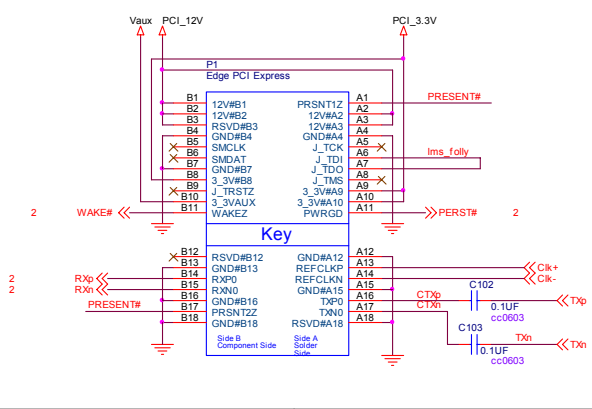 Vaux PCI_12V PCI_3.3V
P1
Edge PCI Express
B1 12V#B1 PRSNT1Z A1 PRESENT#
B2 12V#B2 12V#A2 A2
B3 RSVD#B3 12V#A3 A3
B4 GND#B4 GND#A4 A4
B5 SMCLK J_TCK A5
B6 SMDAT J_TDI A6 lms_folly
B7 GND#B7 J_TDO A7
B8 3_3V#B8 J_TMS A8
B9 J_TRSTZ 3_3V#A9 A9
B10 3_3VAUX 3_3V#A10 A10
2 WAKE# B11 WAKEZ PWRGD A11 PERST# 2
Key
B12 RSVD#B12 GND#A12 A12
B13 GND#B13 REFCLKP A13 Clk+
2 RXp B14 RXP0 REFCLKN A14 Clk-
2 RXn B15 RXN0 GND#A15 A15
B16 GND#B16 TXP0 A16 CTXp C102 TXp
PRESENT# B17 PRSNT2Z TXN0 A17 CTXn 0.1UF
B18 GND#B18 RSVD#A18 A18 cc0603
Side B Side A
Component Side Solder
Side
C103 TXn TXn
0.1UF
cc0603